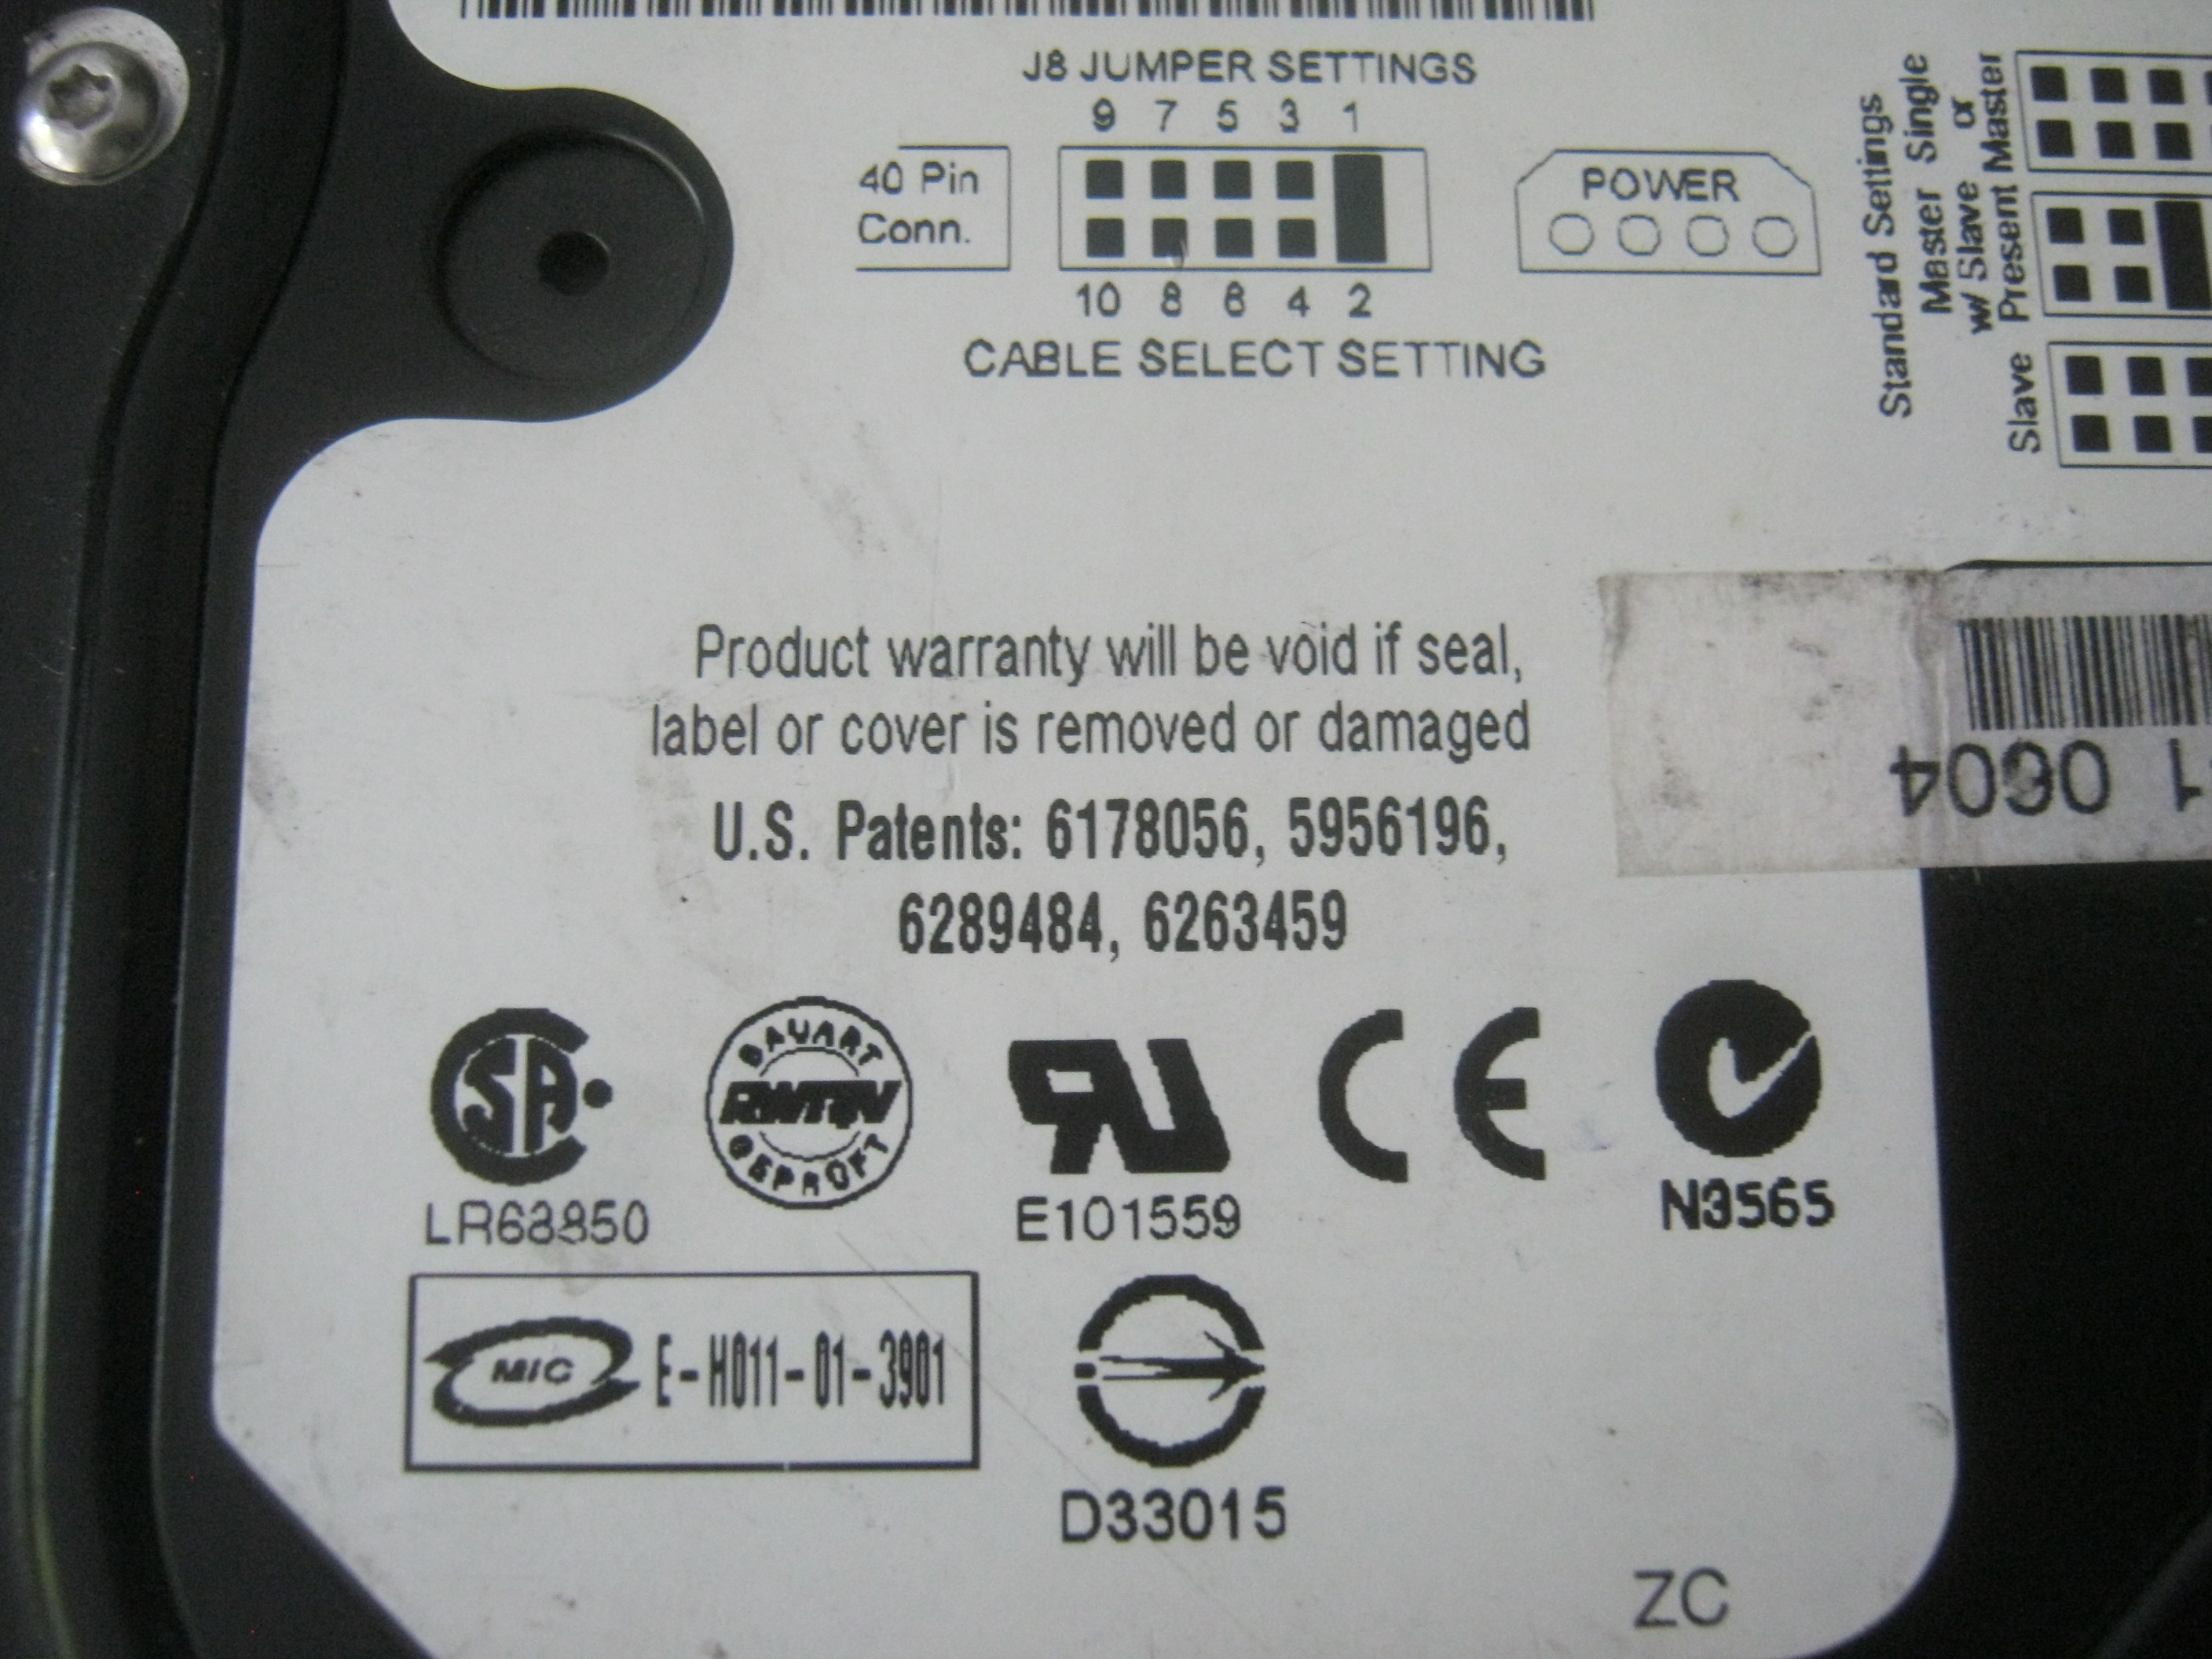 J8 JUMPER SETTINGS
9 7 5 3 1
40 Pin
Conn.
POWER
10 8 6 4 2
CABLE SELECT SETTING
Standard Settings
Master Single
w/ Slave or
Present Master
Slave
Product warranty will be void if seal,
label or cover is removed or damaged
1 0604
U.S. Patents: 6178056, 5956196,
6289484, 6263459
SA
BAUART
RWTÜV
GEPRÜFT
CE
LR68850
E101559
N3565
MIC E-H011-01-3901
D33015
ZC